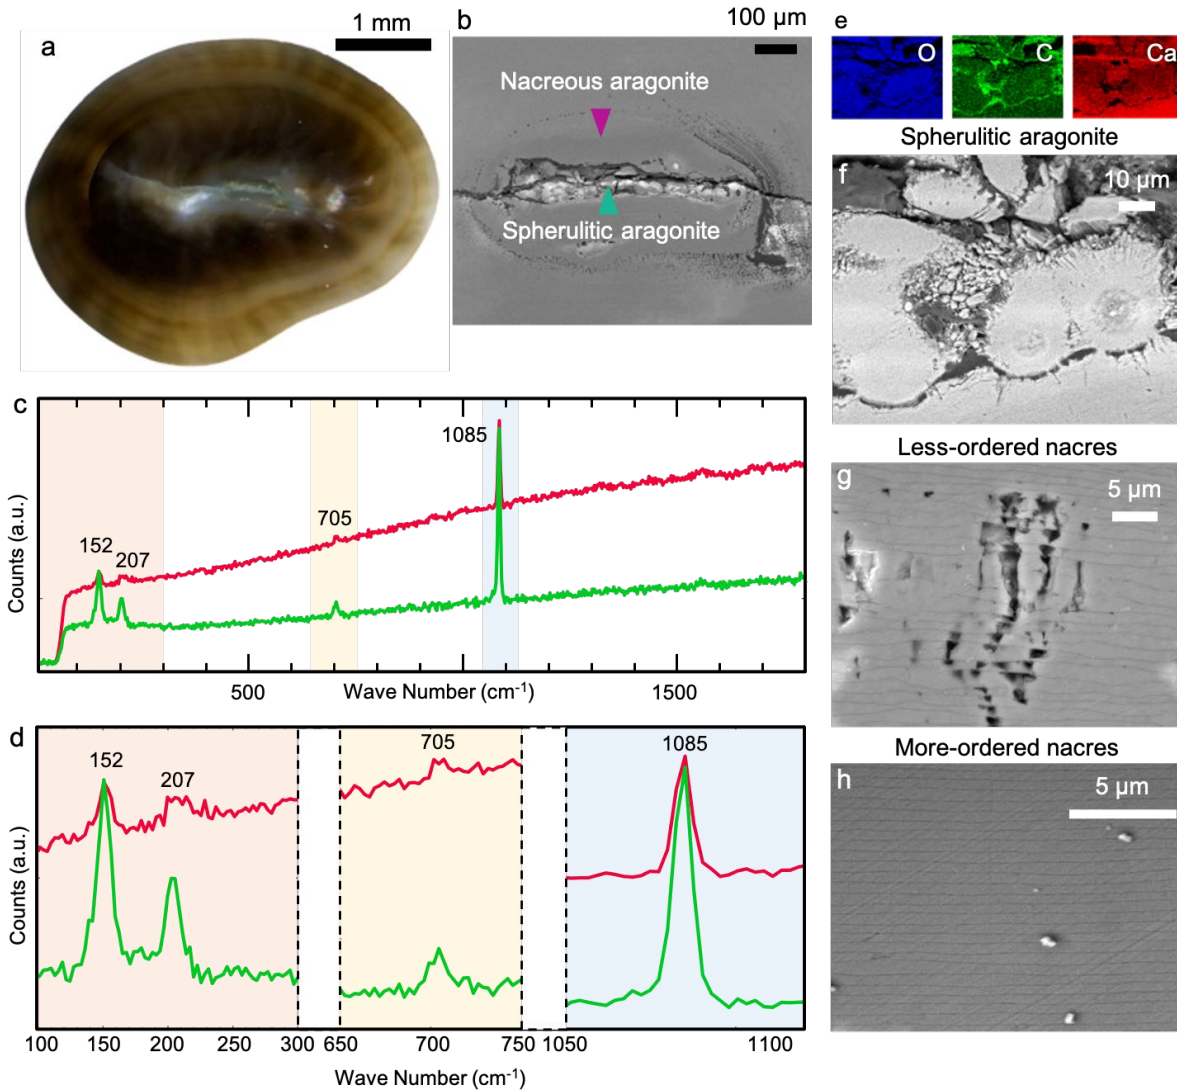 a
1 mm
b
100 µm
Nacreous aragonite
Spherulitic aragonite
e
O
C
Ca
Spherulitic aragonite
f
10 µm
c
1085
705
152
207
Counts (a.u.)
500
Wave Number (cm⁻¹)
1500
Less-ordered nacres
g
5 µm
d
152
207
705
1085
Counts (a.u.)
100
150
200
250
300
650
700
750
1050
1100
Wave Number (cm⁻¹)
More-ordered nacres
h
5 µm